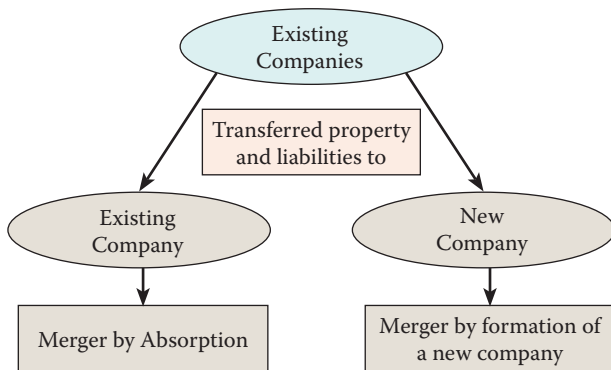 Existing
Companies
Transferred property
and liabilities to
Existing
Company
New
Company
Merger by Absorption
Merger by formation of
a new company